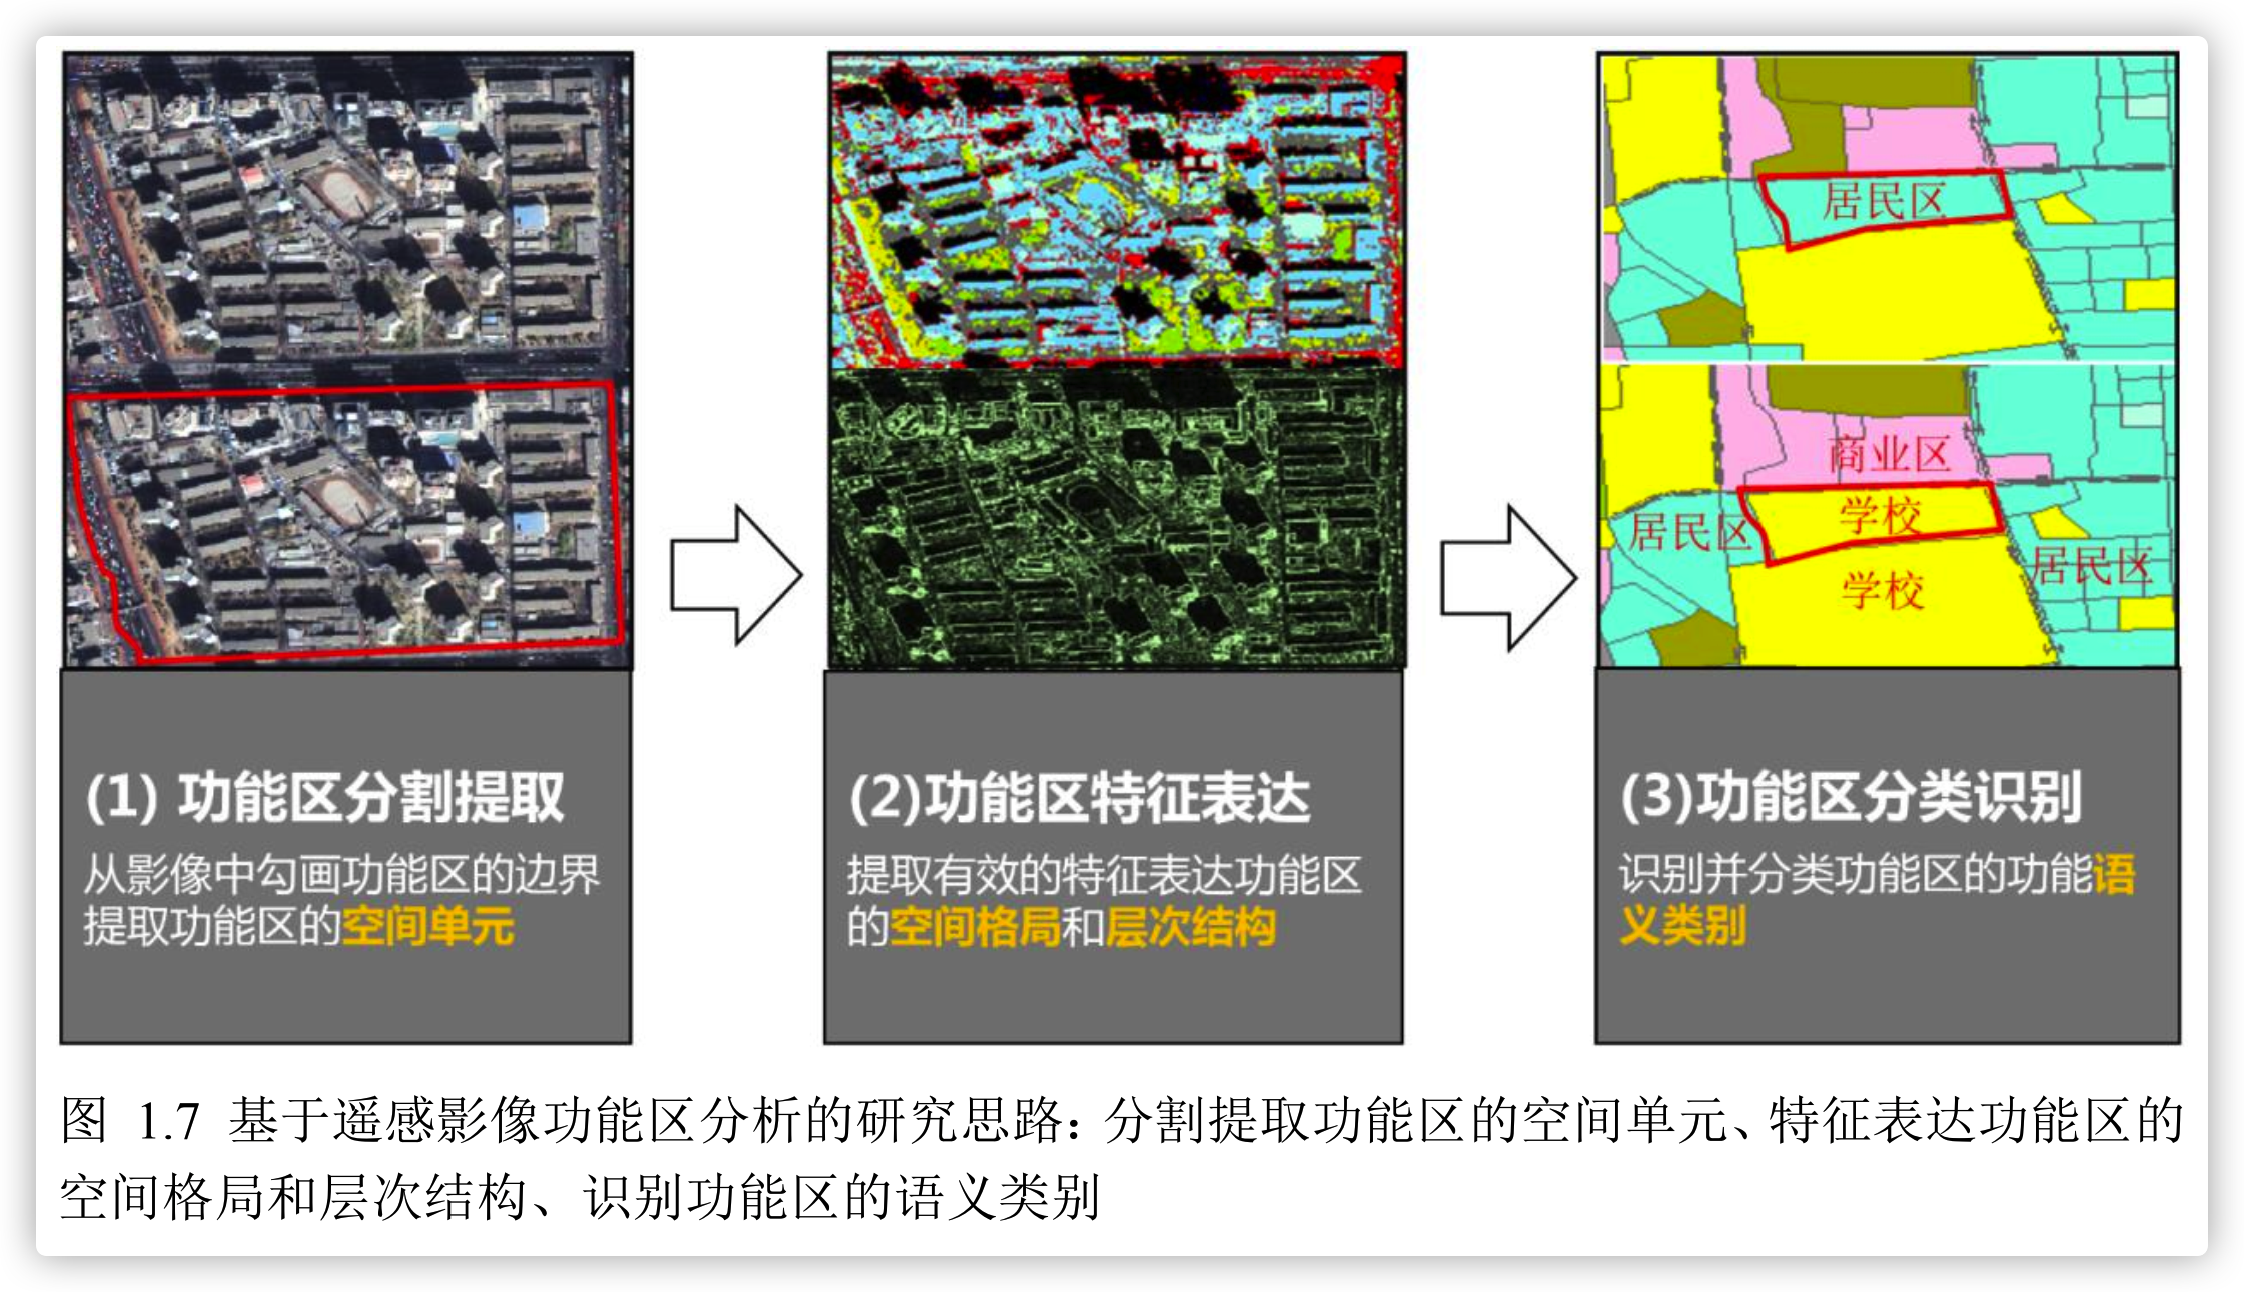 居民区
商业区
学校
居民区
居民区
学校
(1) 功能区分割提取
从影像中勾画功能区的边界
提取功能区的空间单元
(2)功能区特征表达
提取有效的特征表达功能区
的空间格局和层次结构
(3)功能区分类识别
识别并分类功能区的功能语
义类别
图 1.7 基于遥感影像功能区分析的研究思路：分割提取功能区的空间单元、特征表达功能区的
空间格局和层次结构、识别功能区的语义类别